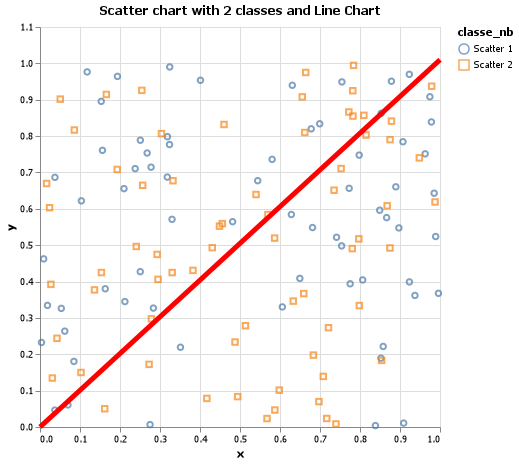 Scatter chart with 2 classes and Line Chart
classe_nb
Scatter 1
Scatter 2
y
1.1
1.0
0.9
0.8
0.7
0.6
0.5
0.4
0.3
0.2
0.1
0.0
0.0 0.1 0.2 0.3 0.4 0.5 0.6 0.7 0.8 0.9 1.0
x